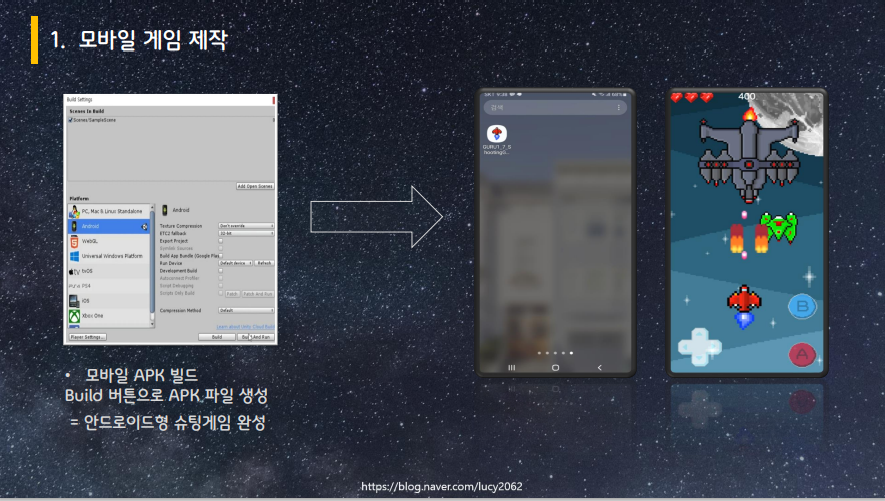 1. 모바일 게임 제작
Build Settings
Scenes In Build
Scenes/SampleScene
Add Open Scenes
Platform
PC, Mac & Linux Standalone
Android
WebGL
Universal Windows Platform
tvOS
PS4
iOS
Xbox One
Player Settings...
Android
Texture Compression Don't override
ETC2 fallback 32-bit
Export Project
Symlink Sources
Build App Bundle (Google Play)
Run Device Default device Refresh
Development Build
Autoconnect Profiler
Script Debugging
Scripts Only Build Patch Patch And Run
Compression Method Default
Learn about Unity Cloud Build
Build
Build And Run
• 모바일 APK 빌드
Build 버튼으로 APK 파일 생성
= 안드로이드형 슈팅게임 완성
검색
GURU1_7_S
hootingG...
400
B
A
https://blog.naver.com/lucy2062